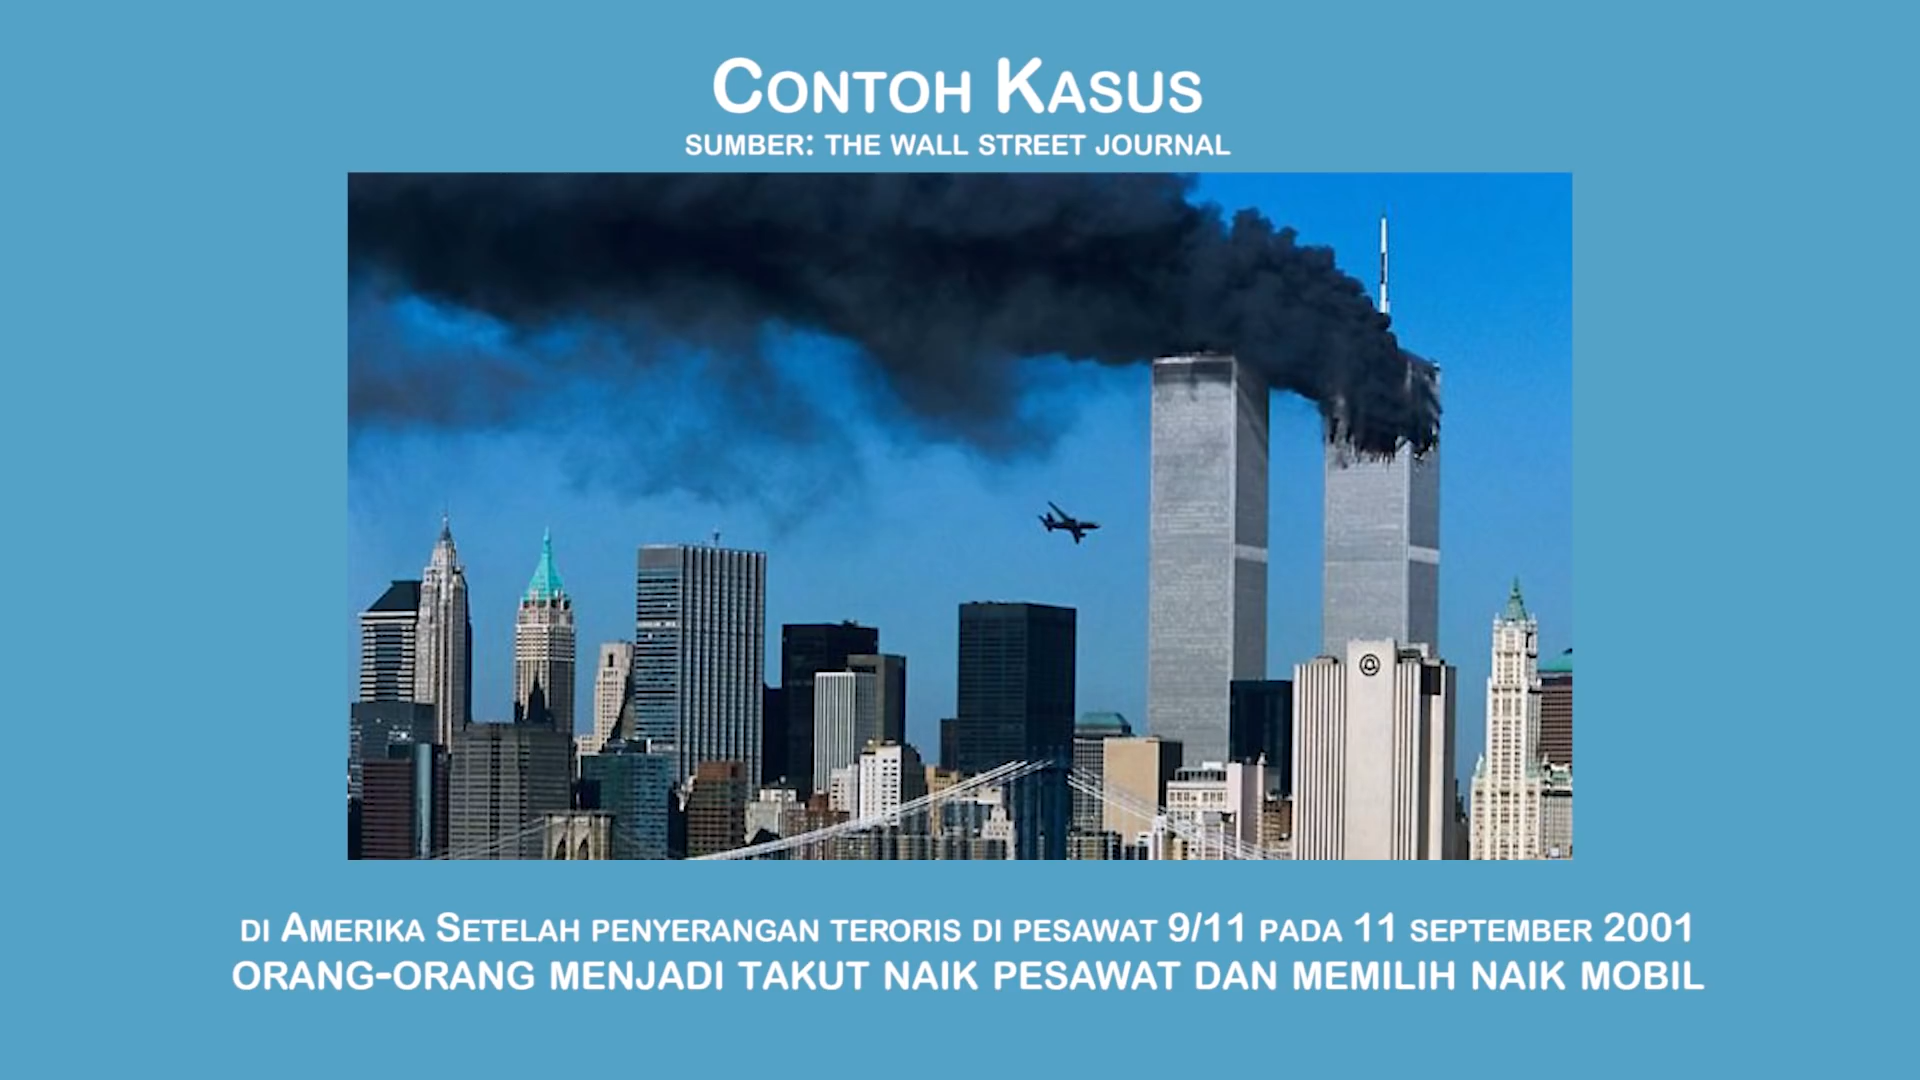 Contoh Kasus
sumber: the wall street journal
di Amerika Setelah penyerangan teroris di pesawat 9/11 pada 11 september 2001
orang-orang menjadi takut naik pesawat dan memilih naik mobil